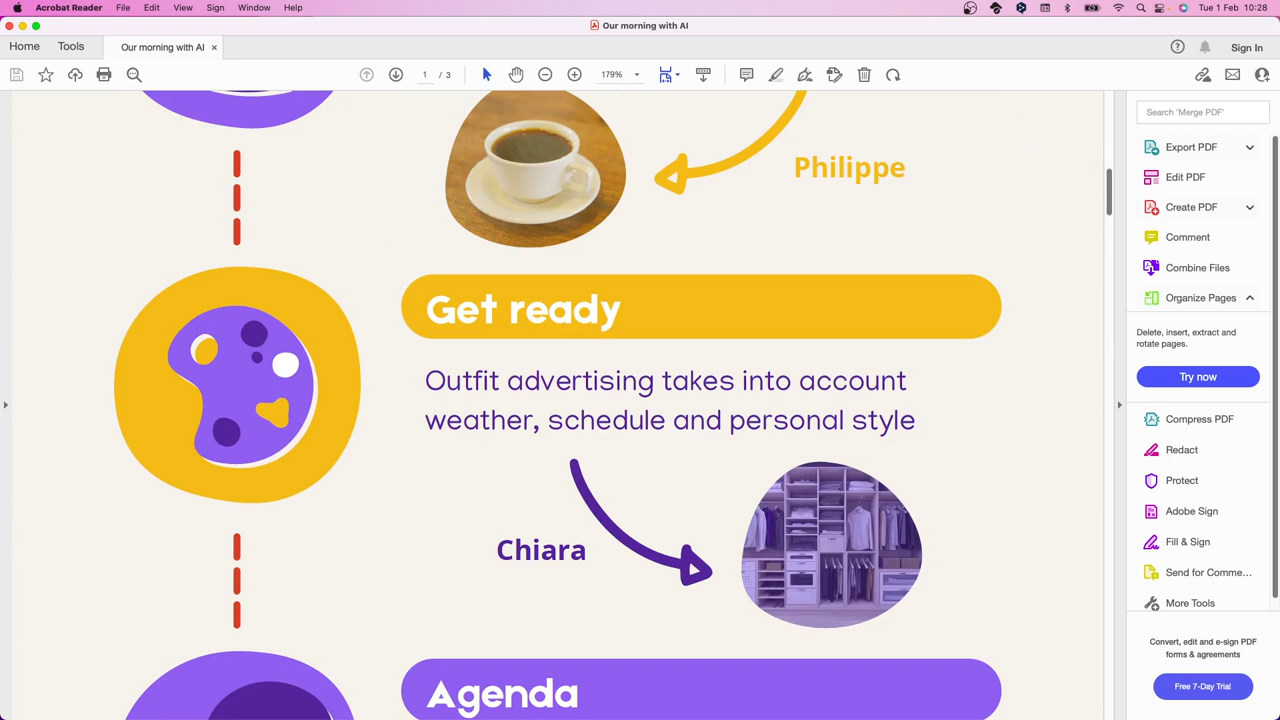 Acrobat Reader File Edit View Sign Window Help Tue 1 Feb 10:28
Our morning with AI
Home Tools Our morning with AI × Sign In
1 / 3 179%
Philippe
Get ready
Outfit advertising takes into account
weather, schedule and personal style
Chiara
Agenda
Search 'Merge PDF'
Export PDF
Edit PDF
Create PDF
Comment
Combine Files
Organize Pages
Delete, insert, extract and
rotate pages.
Try now
Compress PDF
Redact
Protect
Adobe Sign
Fill & Sign
Send for Comme...
More Tools
Convert, edit and e-sign PDF
forms & agreements
Free 7-Day Trial